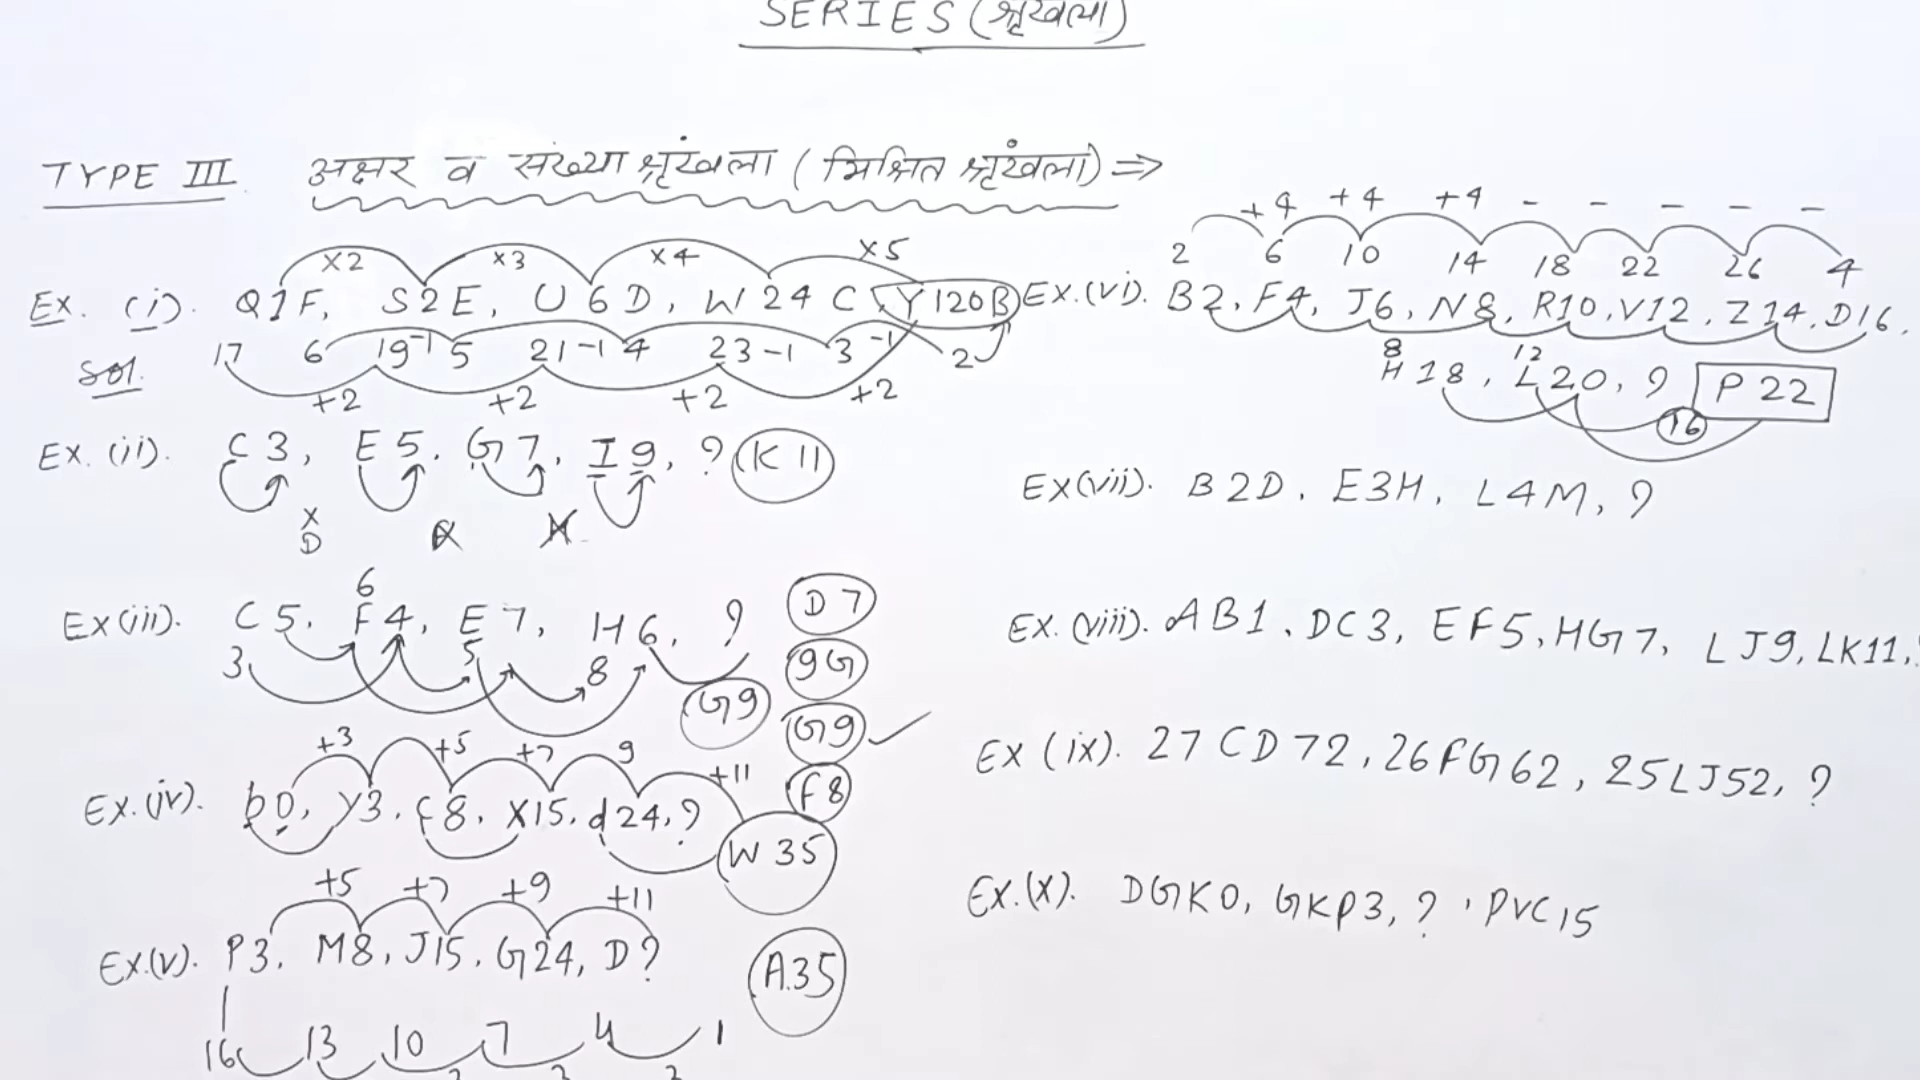 SERIES (श्रृंखला)
TYPE III अक्षर व संख्या श्रृंखला (मिश्रित श्रृंखला) ⇒
×2 ×3 ×4 ×5
Ex. (i). Q1F, S2E, U6D, W24C Y120B
Sol. 17 6 19 -1 5 21 -1 4 23 -1 3 -1 2
+2 +2 +2 +2
Ex. (ii). C3, E5, G7, I9, ? K11
X
D
Ex (iii). C5, F4, E7, H6, ? D7
6
3 5 8 9G
G9 G9 ✓
F8
+3 +5 +7 9 +11
Ex. (iv). b0, y3, f8, X15, d24, ? W35
+5 +7 +9 +11
Ex. (v). P3, M8, J15, G24, D? A.35
16 13 10 7 4 1
+4 +4 +4 - - - - -
2 6 10 14 18 22 26 4
Ex. (vi). B2, F4, J6, N8, R10, V12, Z14, D16,
8 12
H18, L20, ? P22
16
Ex (vii). B2D, E3H, L4M, ?
Ex. (viii). AB1, DC3, EF5, HG7, LJ9, LK11,
Ex (ix). 27CD72, 26FG62, 25LJ52, ?
Ex. (x). DGK0, GKP3, ?, PVC15